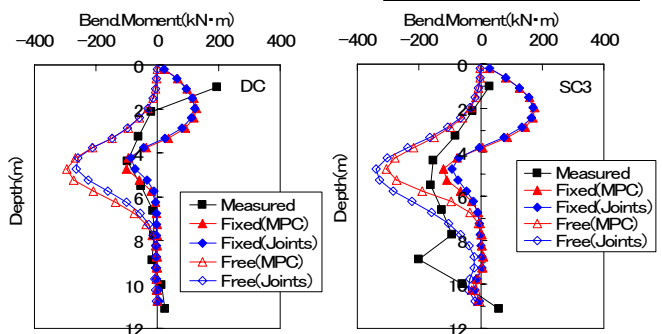 Bend.Moment(kN・m)
−400 −200 0 200 400
0
2
4
6
8
10
12
Depth(m)
DC
Measured
Fixed(MPC)
Fixed(Joints)
Free(MPC)
Free(Joints)
Bend.Moment(kN・m)
−400 −200 0 200 400
0
2
4
6
8
10
12
Depth(m)
SC3
Measured
Fixed(MPC)
Fixed(Joints)
Free(MPC)
Free(Joints)